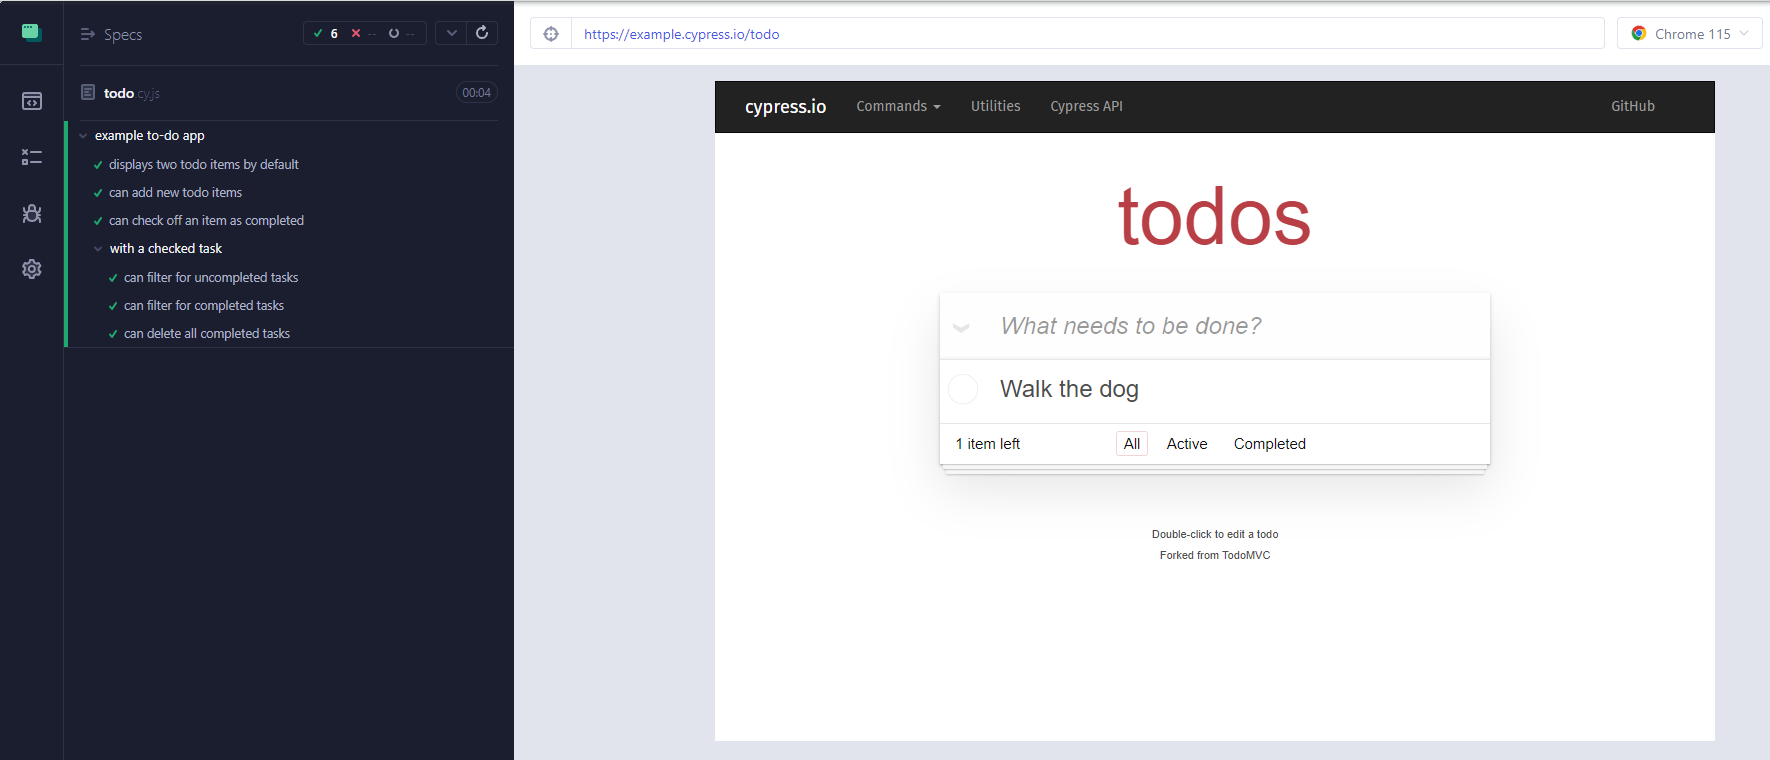 Specs
6 -- --
todo cy.js
00:04
example to-do app
displays two todo items by default
can add new todo items
can check off an item as completed
with a checked task
can filter for uncompleted tasks
can filter for completed tasks
can delete all completed tasks
https://example.cypress.io/todo
Chrome 115
cypress.io Commands Utilities Cypress API GitHub
todos
What needs to be done?
Walk the dog
1 item left All Active Completed
Double-click to edit a todo
Forked from TodoMVC